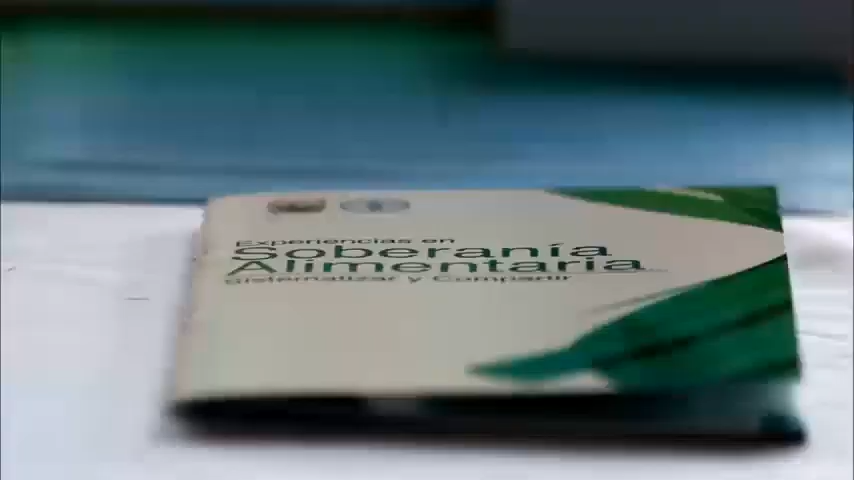 Experiencias en
Soberanía
Alimentaria
Sistematizar y Compartir